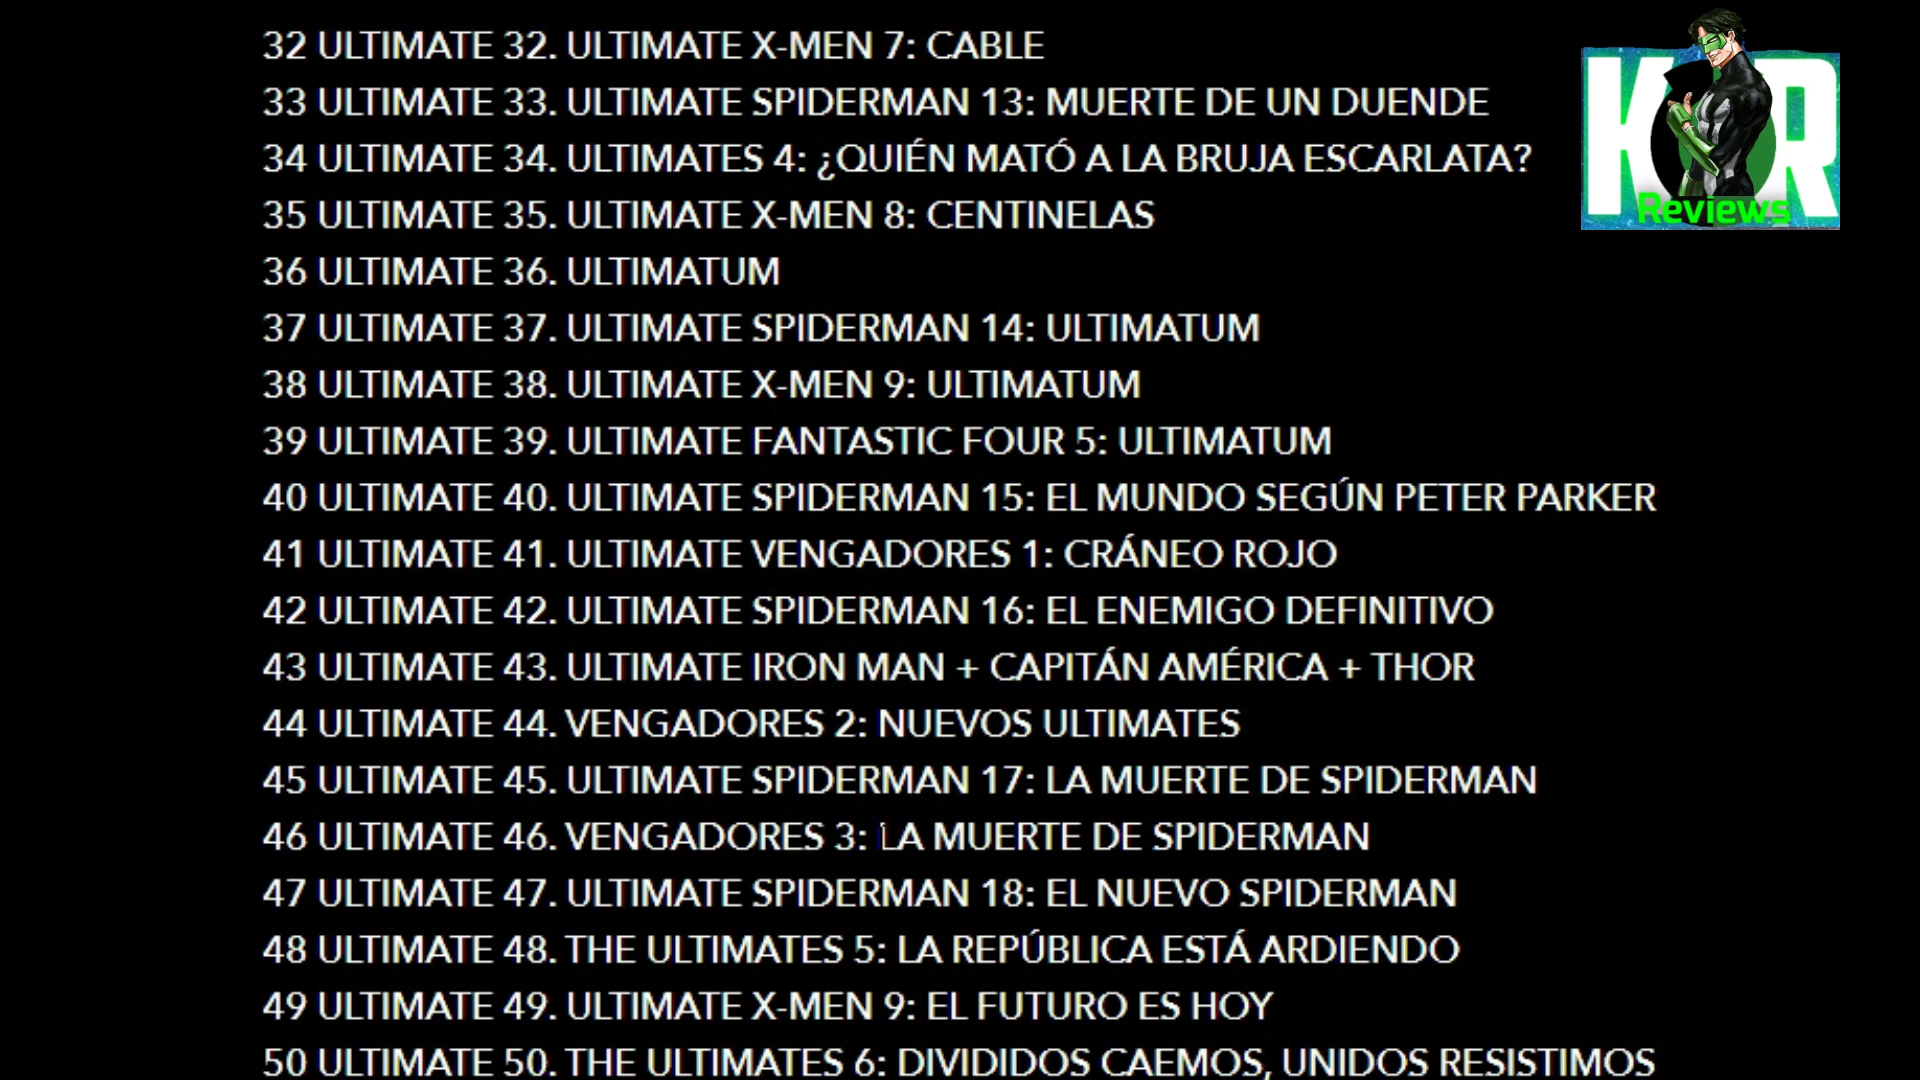 32 ULTIMATE 32. ULTIMATE X-MEN 7: CABLE
33 ULTIMATE 33. ULTIMATE SPIDERMAN 13: MUERTE DE UN DUENDE
34 ULTIMATE 34. ULTIMATES 4: ¿QUIÉN MATÓ A LA BRUJA ESCARLATA?
35 ULTIMATE 35. ULTIMATE X-MEN 8: CENTINELAS
36 ULTIMATE 36. ULTIMATUM
37 ULTIMATE 37. ULTIMATE SPIDERMAN 14: ULTIMATUM
38 ULTIMATE 38. ULTIMATE X-MEN 9: ULTIMATUM
39 ULTIMATE 39. ULTIMATE FANTASTIC FOUR 5: ULTIMATUM
40 ULTIMATE 40. ULTIMATE SPIDERMAN 15: EL MUNDO SEGÚN PETER PARKER
41 ULTIMATE 41. ULTIMATE VENGADORES 1: CRÁNEO ROJO
42 ULTIMATE 42. ULTIMATE SPIDERMAN 16: EL ENEMIGO DEFINITIVO
43 ULTIMATE 43. ULTIMATE IRON MAN + CAPITÁN AMÉRICA + THOR
44 ULTIMATE 44. VENGADORES 2: NUEVOS ULTIMATES
45 ULTIMATE 45. ULTIMATE SPIDERMAN 17: LA MUERTE DE SPIDERMAN
46 ULTIMATE 46. VENGADORES 3: LA MUERTE DE SPIDERMAN
47 ULTIMATE 47. ULTIMATE SPIDERMAN 18: EL NUEVO SPIDERMAN
48 ULTIMATE 48. THE ULTIMATES 5: LA REPÚBLICA ESTÁ ARDIENDO
49 ULTIMATE 49. ULTIMATE X-MEN 9: EL FUTURO ES HOY
50 ULTIMATE 50. THE ULTIMATES 6: DIVIDIDOS CAEMOS, UNIDOS RESISTIMOS
K R
Reviews